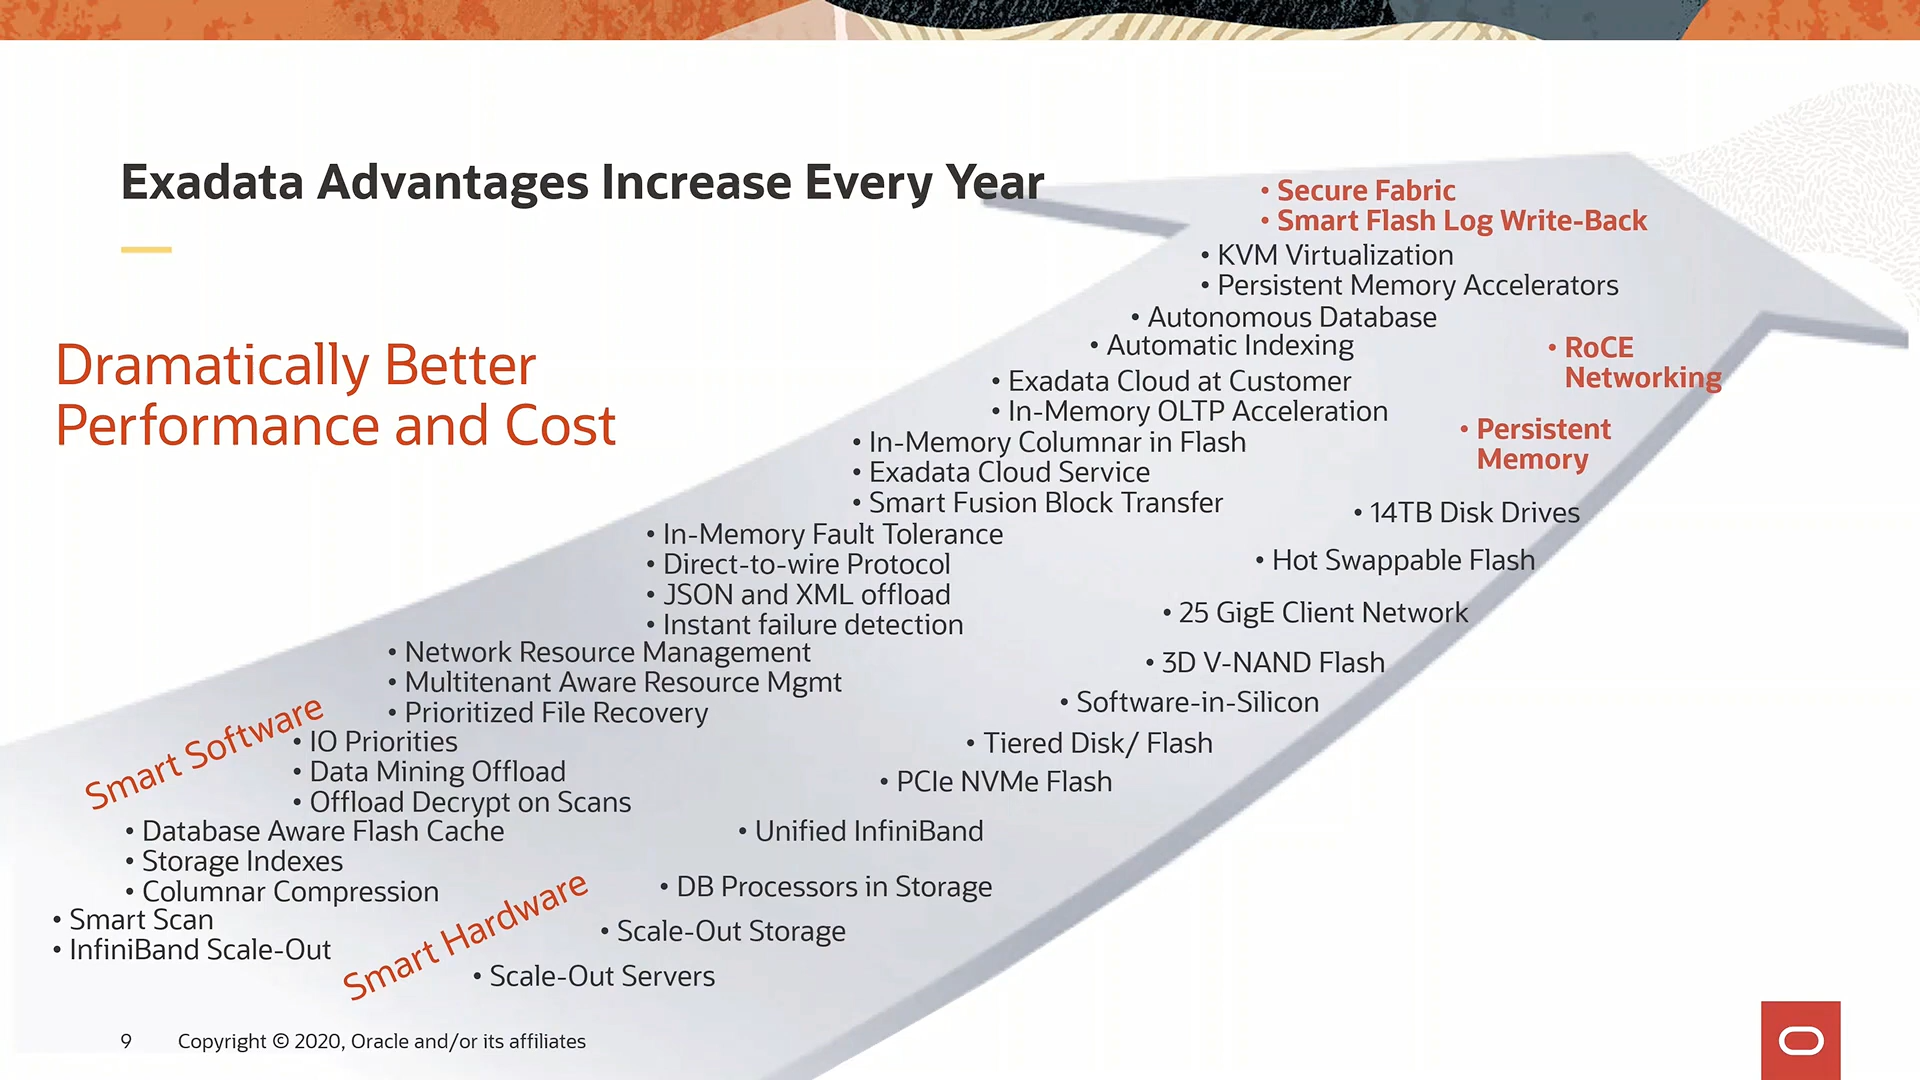 Exadata Advantages Increase Every Year
Dramatically Better
Performance and Cost
• Secure Fabric
• Smart Flash Log Write-Back
• KVM Virtualization
• Persistent Memory Accelerators
• Autonomous Database
• Automatic Indexing
• Exadata Cloud at Customer
• In-Memory OLTP Acceleration
• In-Memory Columnar in Flash
• Exadata Cloud Service
• Smart Fusion Block Transfer
• In-Memory Fault Tolerance
• Direct-to-wire Protocol
• JSON and XML offload
• Instant failure detection
• Network Resource Management
• Multitenant Aware Resource Mgmt
• Prioritized File Recovery
Smart Software
• IO Priorities
• Data Mining Offload
• Offload Decrypt on Scans
• Database Aware Flash Cache
• Storage Indexes
• Columnar Compression
• Smart Scan
• InfiniBand Scale-Out
• RoCE
Networking
• Persistent
Memory
• 14TB Disk Drives
• Hot Swappable Flash
• 25 GigE Client Network
• 3D V-NAND Flash
• Software-in-Silicon
• Tiered Disk/ Flash
• PCIe NVMe Flash
• Unified InfiniBand
• DB Processors in Storage
Smart Hardware
• Scale-Out Storage
• Scale-Out Servers
9 Copyright © 2020, Oracle and/or its affiliates